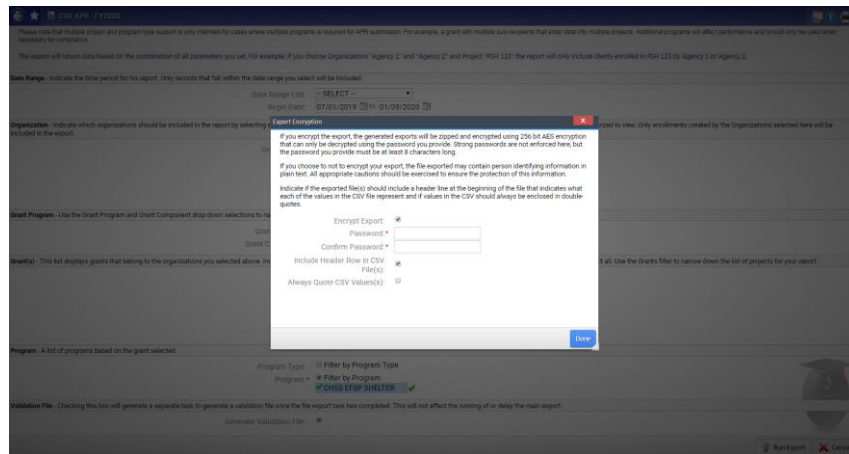 CSV APR - FY2020
Please note that multiple project and program type support is only intended for cases where multiple programs is required for APR submission. For example, a grant with multiple sub-recipients that enter data into multiple projects. Additional programs will affect performance and should only be used when
necessary for compliance.
The export will return data based on the combination of all parameters you set. For example, if you choose Organizations "Agency 1" and "Agency 2" and Project "PSH 123" the report will only include clients enrolled in PSH 123 by Agency 1 or Agency 2.
Date Range - Indicate the time period for his report. Only records that fall within the date range you select will be included.
Date Range List: -- SELECT --
Begin Date: 07/01/2019 to 01/09/2020
Organization - Indicate which organizations should be included in the report by selecting
to view. Only enrollments created by the Organizations selected here will be
included in the export.
Export Encryption
If you encrypt the export, the generated exports will be zipped and encrypted using 256 bit AES encryption
that can only be decrypted using the password you provide. Strong passwords are not enforced here, but
the password you provide must be at least 8 characters long.
If you choose to not to encrypt your export, the file exported may contain person identifying information in
plain text. All appropriate cautions should be exercised to ensure the protection of this information.
Indicate if the exported file(s) should include a header line at the beginning of the file that indicates what
each of the values in the CSV file represent and if values in the CSV should always be enclosed in double-
quotes.
Encrypt Export:
Password:*
Confirm Password:*
Include Header Row in CSV
File(s):
Always Quote CSV Values(s):
Done
Grant Program - Use the Grant Program and Grant Component drop down selections to na
Gran
Grant C
Grant(s) - This list displays grants that belong to the organizations you selected above.
all. Use the Grants filter to narrow down the list of projects for your report.
Program - A list of programs based on the grant selected
Program Type: Filter by Program Type
Program:* Filter by Program
CHSS EFSP SHELTER
Validation File - Checking this box will generate a separate task to generate a validation file once the file export task has completed. This will not affect the running of or delay the main export.
Generate Validation File:
Run Export Cance